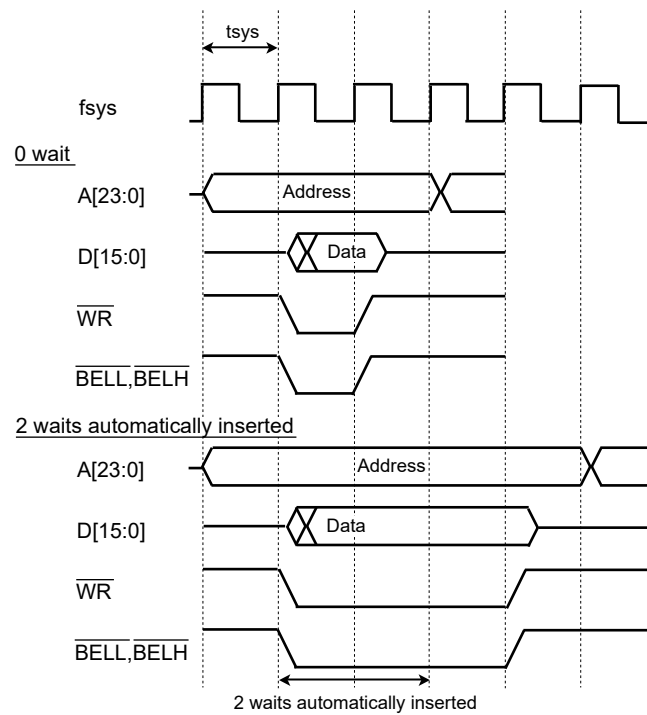 tsys
fsys
0 wait
A[23:0]
Address
D[15:0]
Data
WR
BELL,BELH
2 waits automatically inserted
A[23:0]
Address
D[15:0]
Data
WR
BELL,BELH
2 waits automatically inserted